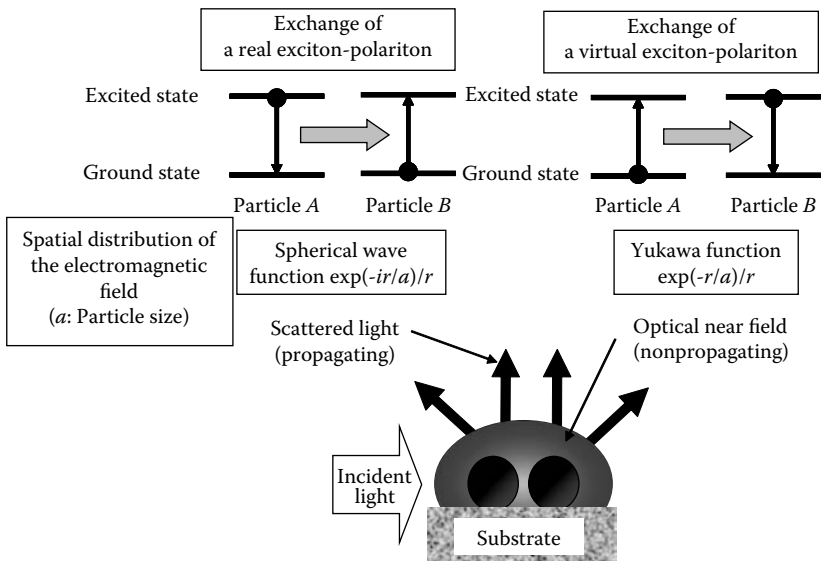 Exchange of
a real exciton-polariton
Exchange of
a virtual exciton-polariton
Excited state
Excited state
Ground state
Ground state
Particle A
Particle B
Particle A
Particle B
Spatial distribution of
the electromagnetic
field
(a: Particle size)
Spherical wave
function exp(-ir/a)/r
Yukawa function
exp(-r/a)/r
Scattered light
(propagating)
Optical near field
(nonpropagating)
Incident
light
Substrate